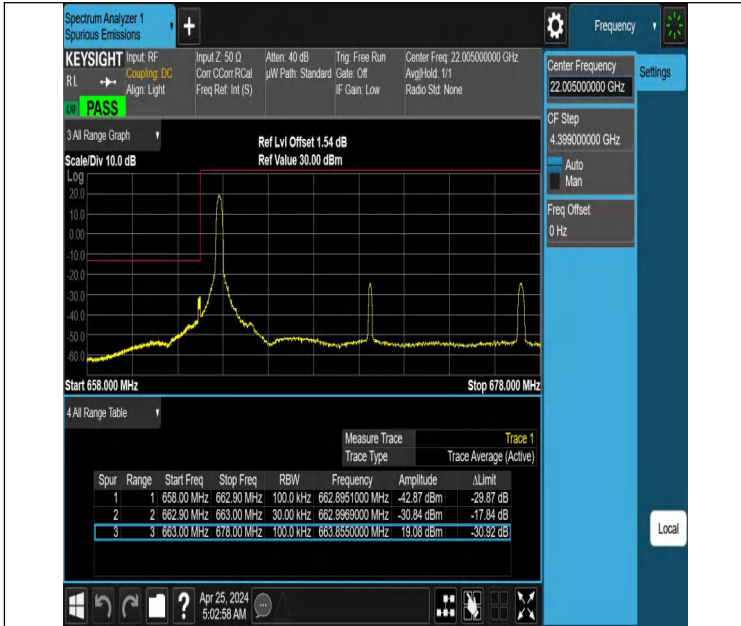 Spectrum Analyzer 1
Spurious Emissions
Frequency
KEYSIGHT
RL
LXI
PASS
Input: RF
Coupling: DC
Align: Light
Input Z: 50 Ω
Corr CCorr RCal
Freq Ref: Int (S)
Atten: 40 dB
µW Path: Standard
Trig: Free Run
Gate: Off
IF Gain: Low
Center Freq: 22.005000000 GHz
Avg|Hold: 1/1
Radio Std: None
Center Frequency
22.005000000 GHz
Settings
CF Step
4.399000000 GHz
Auto
Man
Freq Offset
0 Hz
3 All Range Graph
Scale/Div 10.0 dB
Ref Lvl Offset 1.54 dB
Ref Value 30.00 dBm
Log
20.0
10.0
0.00
-10.0
-20.0
-30.0
-40.0
-50.0
-60.0
Start 658.000 MHz
Stop 678.000 MHz
4 All Range Table
Measure Trace Trace 1
Trace Type Trace Average (Active)
Spur Range Start Freq Stop Freq RBW Frequency Amplitude ΔLimit
1 1 658.00 MHz 662.90 MHz 100.0 kHz 662.8951000 MHz -42.87 dBm -29.87 dB
2 2 662.90 MHz 663.00 MHz 30.00 kHz 662.9969000 MHz -30.84 dBm -17.84 dB
3 3 663.00 MHz 678.00 MHz 100.0 kHz 663.8550000 MHz 19.08 dBm -30.92 dB
Local
?
Apr 25, 2024
5:02:58 AM